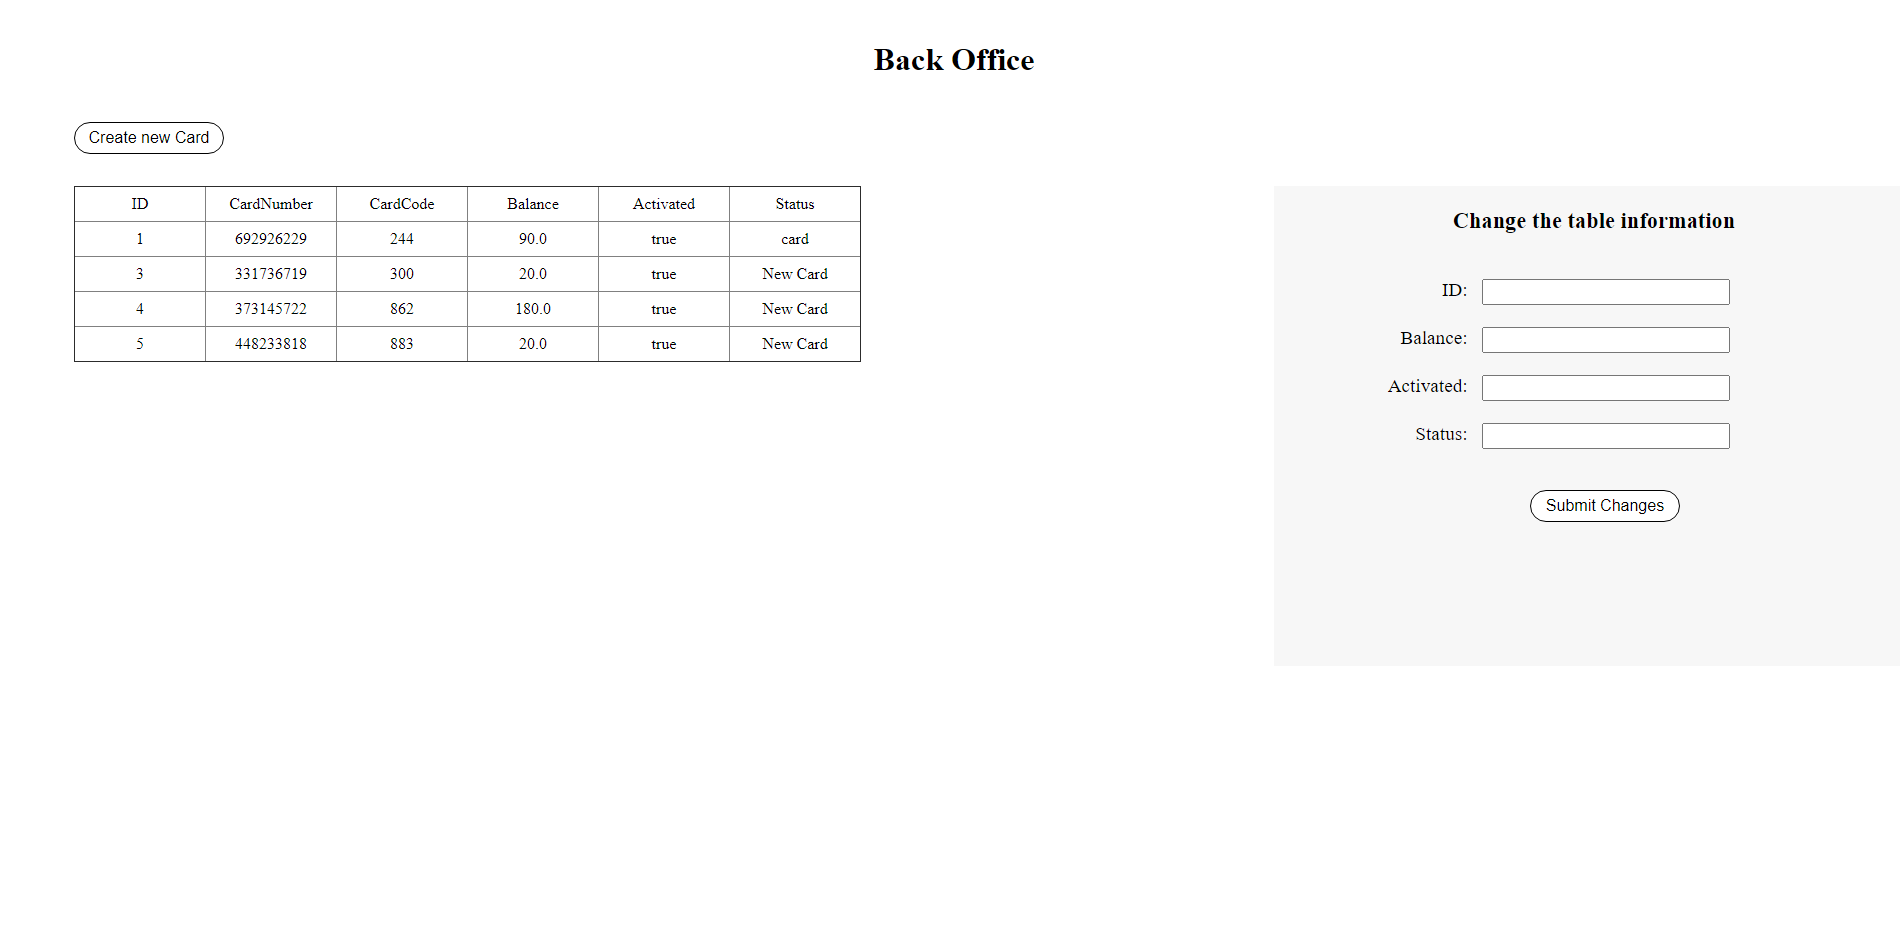 Back Office
Create new Card
ID CardNumber CardCode Balance Activated Status
1 692926229 244 90.0 true card
3 331736719 300 20.0 true New Card
4 373145722 862 180.0 true New Card
5 448233818 883 20.0 true New Card
Change the table information
ID:
Balance:
Activated:
Status:
Submit Changes